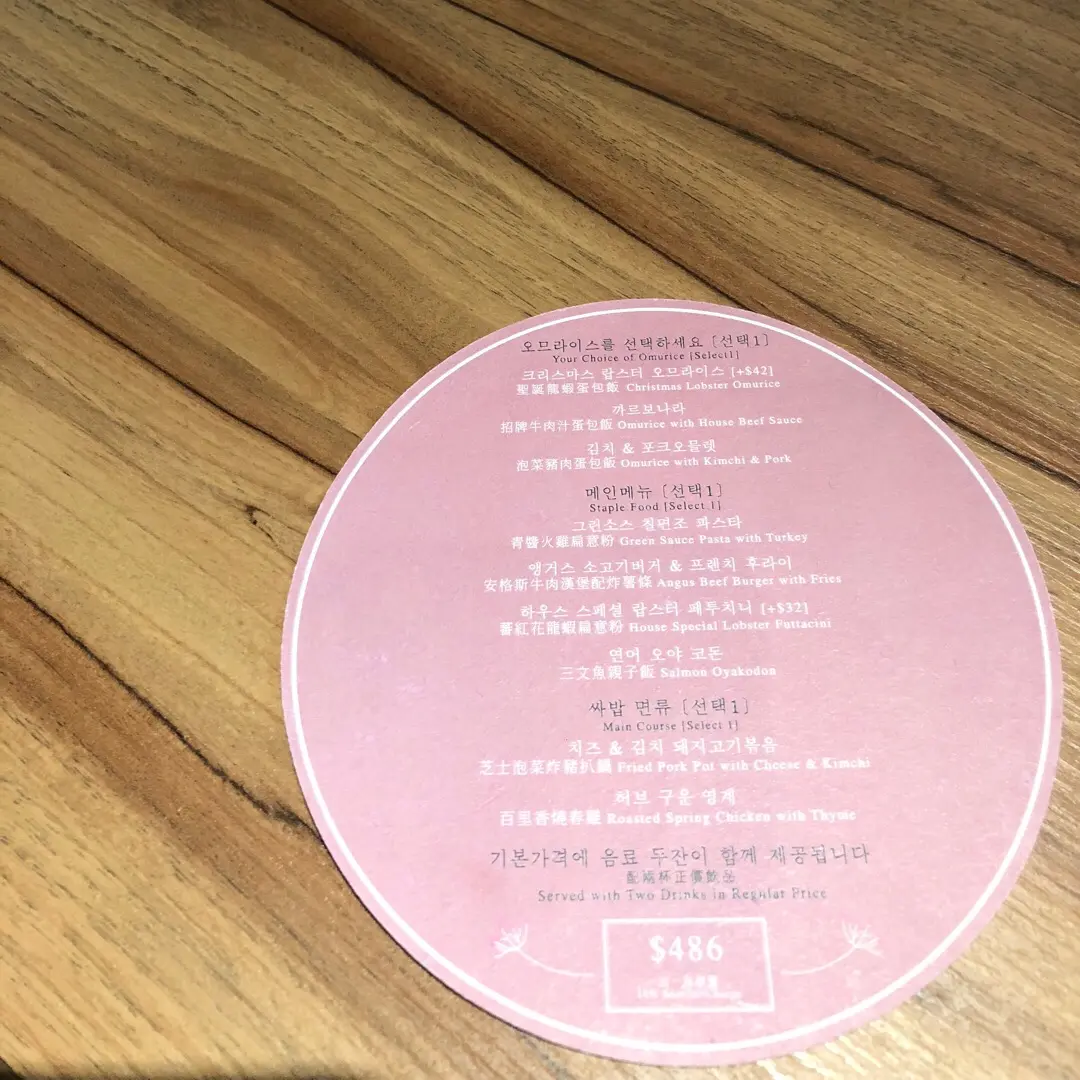 오므라이스를 선택하세요 [선택1]
Your Choice of Omurice [Select1]
크리스마스 랍스터 오므라이스 [+$42]
聖誕龍蝦蛋包飯 Christmas Lobster Omurice
까르보나라
招牌牛肉汁蛋包飯 Omurice with House Beef Sauce
김치 & 포크오믈렛
泡菜豬肉蛋包飯 Omurice with Kimchi & Pork
메인메뉴 [선택1]
Staple Food [Select 1]
그린소스 칠면조 파스타
青醬火雞扁意粉 Green Sauce Pasta with Turkey
앵거스 소고기버거 & 프렌치 후라이
安格斯牛肉漢堡配炸薯條 Angus Beef Burger with Fries
하우스 스페셜 랍스터 페투치니 [+$32]
蕃紅花龍蝦扁意粉 House Special Lobster Futtacini
연어 오야 코돈
三文魚親子飯 Salmon Oyakodon
싸밥 면류 [선택1]
Main Course [Select 1]
치즈 & 김치 돼지고기볶음
芝士泡菜炸豬扒鍋 Fried Pork Pot with Cheese & Kimchi
허브 구운 영계
百里香燒春雞 Roasted Spring Chicken with Thyme
기본가격에 음료 두잔이 함께 제공됩니다
配兩杯正價飲品
Served with Two Drinks in Regular Price
$486